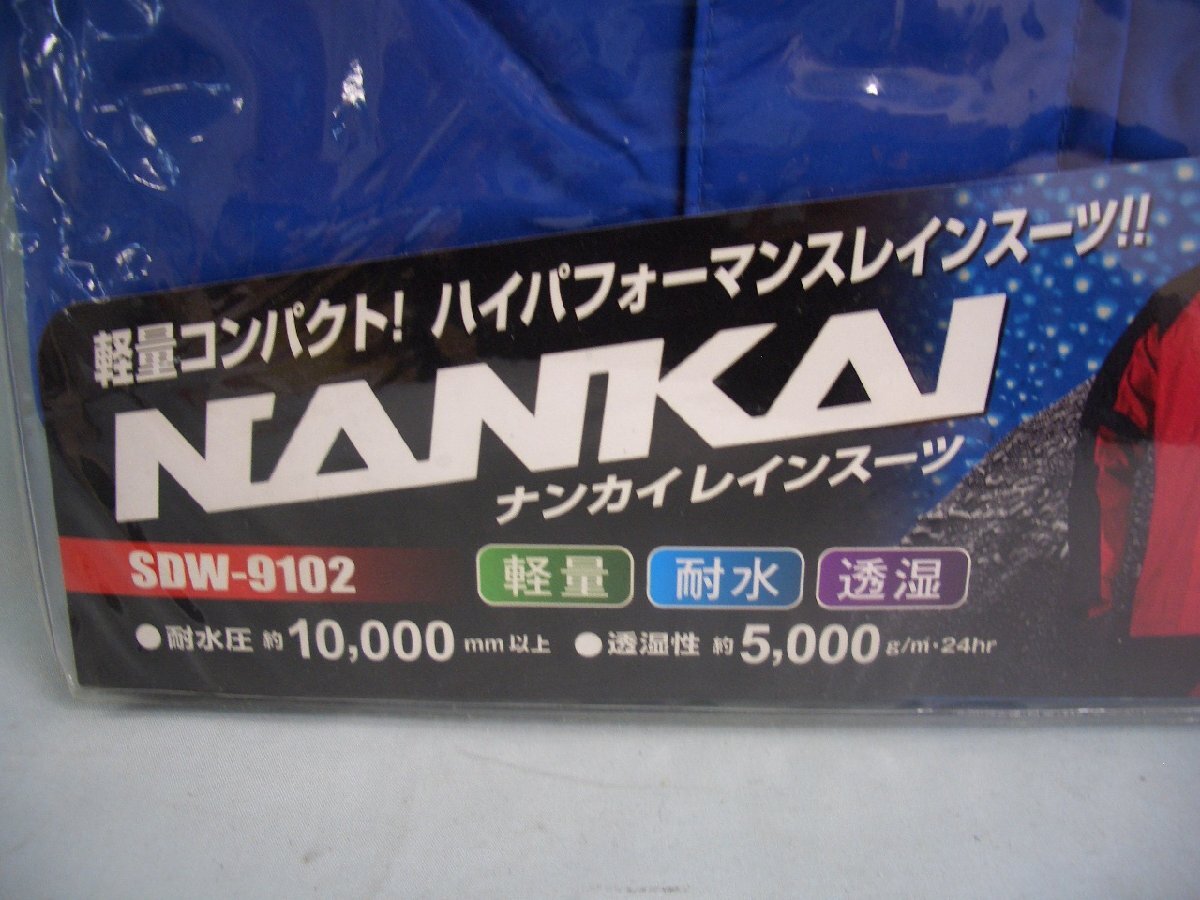 軽量コンパクト! ハイパフォーマンスレインスーツ!!
NANKAI
ナンカイレインスーツ
SDW-9102 軽量 耐水 透湿
●耐水圧 約10,000mm以上 ●透湿性 約5,000g/㎡・24hr